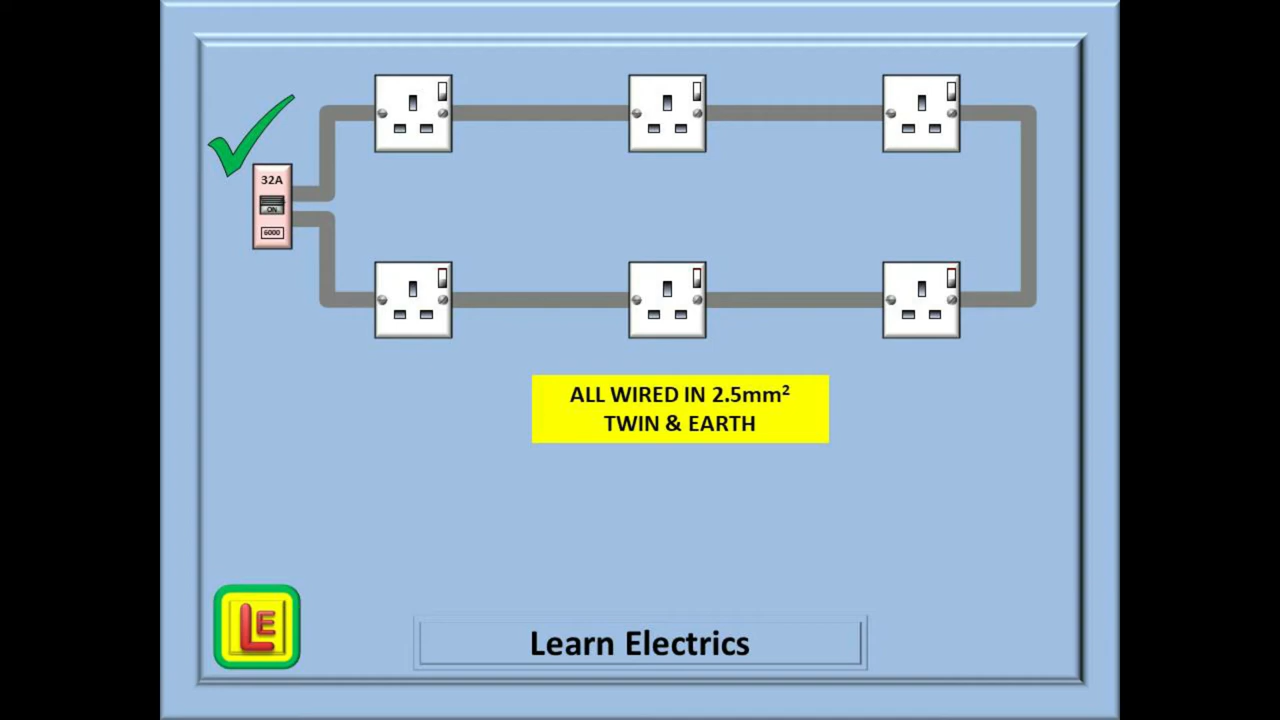 32A
ON
6000
ALL WIRED IN 2.5mm²
TWIN & EARTH
LE
Learn Electrics